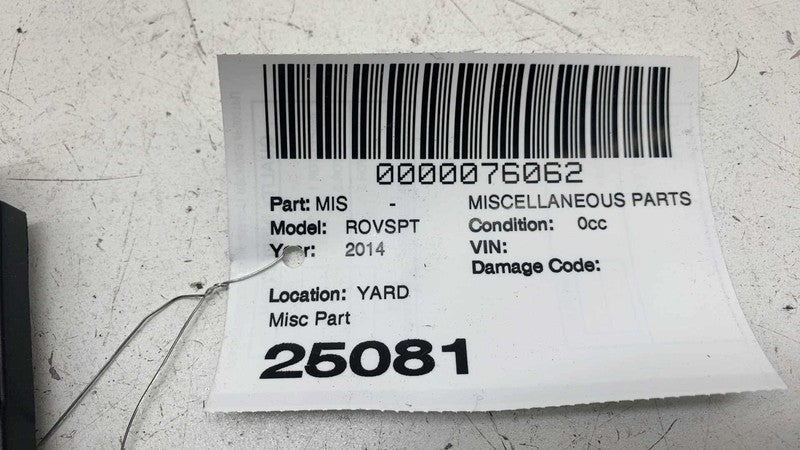 0000076062
Part: MIS - MISCELLANEOUS PARTS
Model: ROVSPT Condition: 0cc
Year: 2014 VIN:
Damage Code:
Location: YARD
Misc Part
25081